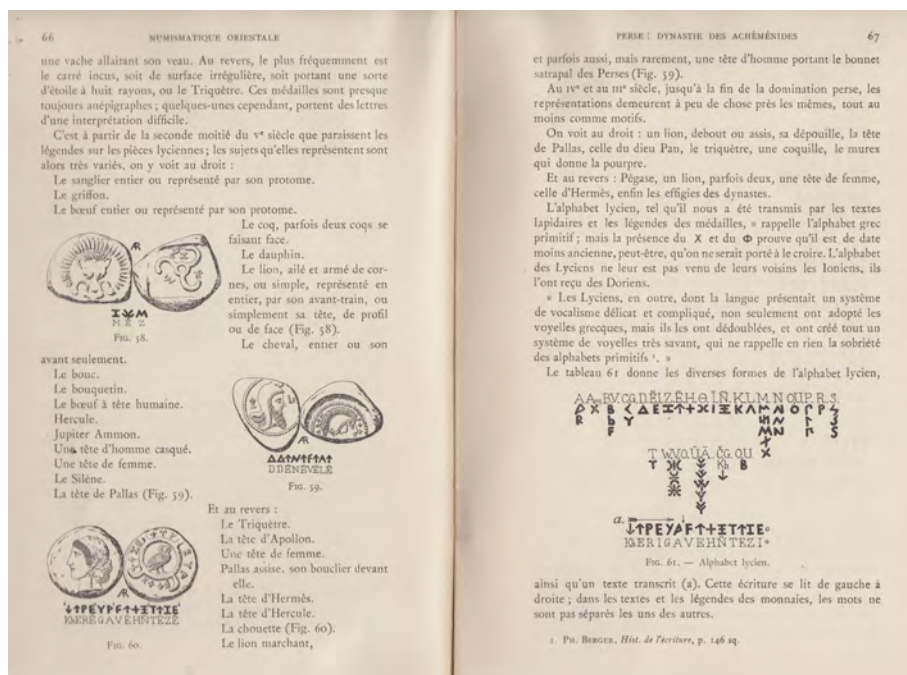 66 NUMISMATIQUE ORIENTALE
une vache allaitant son veau. Au revers, le plus fréquemment est
le carré incus, soit de surface irrégulière, soit portant une sorte
d'étoile à huit rayons, ou le Triquètre. Ces médailles sont presque
toujours anépigraphes ; quelques-unes cependant, portent des lettres
d'une interprétation difficile.
C'est à partir de la seconde moitié du Vᵉ siècle que paraissent les
légendes sur les pièces lyciennes ; les sujets qu'elles représentent sont
alors très variés, on y voit au droit :
Le sanglier entier ou représenté par son protome.
Le griffon.
Le bœuf entier ou représenté par son protome.
Le coq, parfois deux coqs se
faisant face.
Le dauphin.
Le lion, ailé et armé de cor-
nes, ou simple, représenté en
entier, par son avant-train, ou
simplement sa tête, de profil
ou de face (Fig. 58).
Le cheval, entier ou son
AR
M É Z
FIG. 58.
avant seulement.
Le bouc.
Le bouquetin.
Le bœuf à tête humaine.
Hercule.
Jupiter Ammon.
Une tête d'homme casqué.
Une tête de femme.
Le Silène.
La tête de Pallas (Fig. 59).
AR
DDENEVELE
FIG. 59.
Et au revers :
Le Triquètre.
La tête d'Apollon.
Une tête de femme.
Pallas assise, son bouclier devant
elle.
La tête d'Hermès.
La tête d'Hercule.
La chouette (Fig. 60).
Le lion marchant,
AR
KhERËGAVEHÑTEZË
FIG. 60.
PERSE : DYNASTIE DES ACHÉMÉNIDES 67
et parfois aussi, mais rarement, une tête d'homme portant le bonnet
satrapal des Perses (Fig. 59).
Au IVᵉ et au IIIᵉ siècle, jusqu'à la fin de la domination perse, les
représentations demeurent à peu de chose près les mêmes, tout au
moins comme motifs.
On voit au droit : un lion, debout ou assis, sa dépouille, la tête
de Pallas, celle du dieu Pan, le triquètre, une coquille, le murex
qui donne la pourpre.
Et au revers : Pégase, un lion, parfois deux, une tête de femme,
celle d'Hermès, enfin les effigies des dynastes.
L'alphabet lycien, tel qu'il nous a été transmis par les textes
lapidaires et les légendes des médailles, « rappelle l'alphabet grec
primitif ; mais la présence du X et du Φ prouve qu'il est de date
moins ancienne, peut-être, qu'on ne serait porté à le croire. L'alphabet
des Lyciens ne leur est pas venu de leurs voisins les Ioniens, ils
l'ont reçu des Doriens.
« Les Lyciens, en outre, dont la langue présentait un système
de vocalisme délicat et compliqué, non seulement ont adopté les
voyelles grecques, mais ils les ont dédoublées, et ont créé tout un
système de voyelles très savant, qui ne rappelle en rien la sobriété
des alphabets primitifs ¹. »
Le tableau 61 donne les diverses formes de l'alphabet lycien,
a.
KhERIGAVEHÑTEZI
FIG. 61. — Alphabet lycien.
ainsi qu'un texte transcrit (a). Cette écriture se lit de gauche à
droite ; dans les textes et les légendes des monnaies, les mots ne
sont pas séparés les uns des autres.
1. PH. BERGER, Hist. de l'écriture, p. 146 sq.